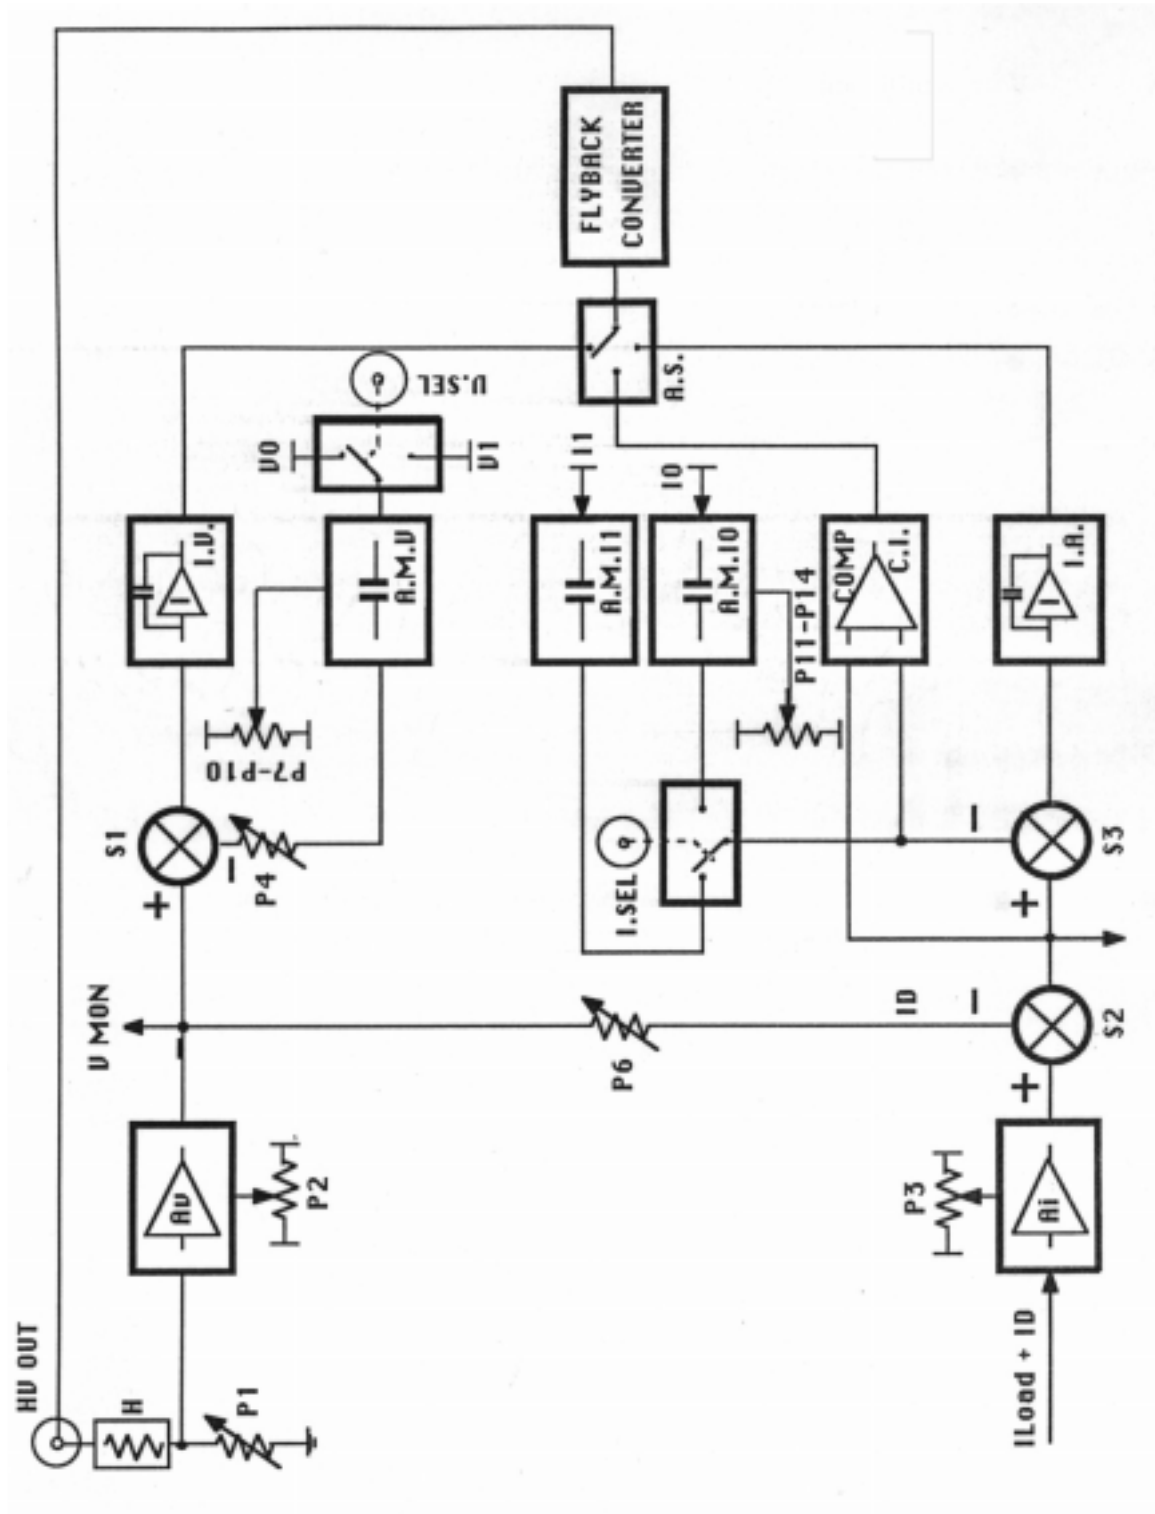 HV OUT
H
P1
AV
P2
V MON
S1
+
−
P4
P7-P10
I.V.
A.M.V
V0
V1
V.SEL
FLYBACK
CONVERTER
A.S.
I1
I0
A.M.I1
A.M.I0
P11-P14
COMP
C.I.
I
I.A.
I
I.SEL
−
+
S3
P6
ID
−
+
S2
P3
Ai
ILoad + ID